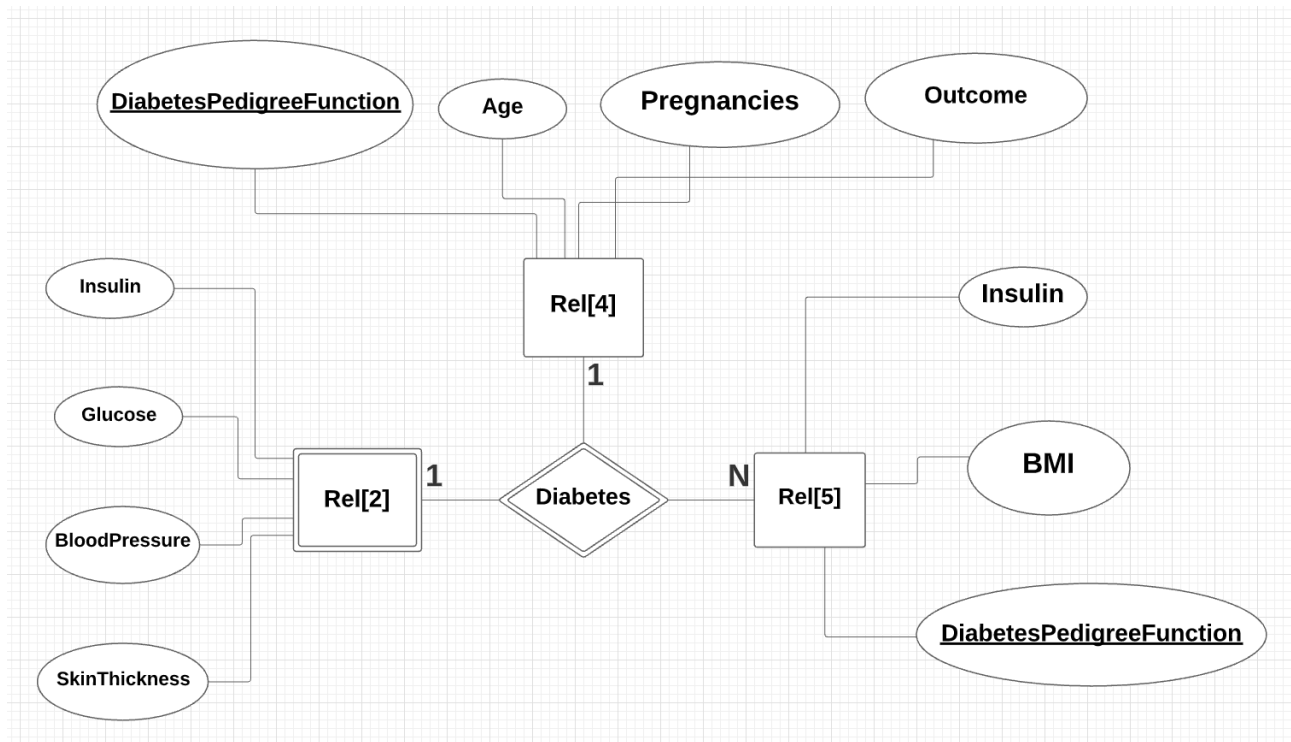 DiabetesPedigreeFunction
Age
Pregnancies
Outcome
Insulin
Rel[4]
Insulin
1
Glucose
BMI
1
N
Rel[2]
Diabetes
Rel[5]
BloodPressure
DiabetesPedigreeFunction
SkinThickness